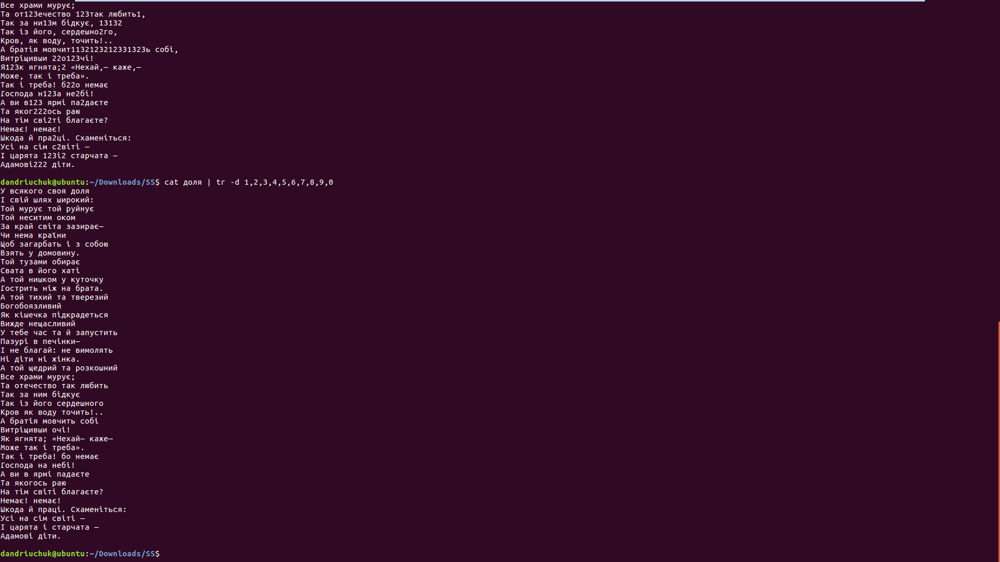 Все храми мурує;
Та от123ечество 123так любить1,
Так за ни13м бідкує, 13132
Так із його, сердешно2го,
Кров, як воду, точить!..
А братія мовчит1132123212331323ь собі,
Витріщивши 22о123чі!
Я123к ягнята;2 «Нехай,— каже,—
Може, так і треба».
Так і треба! б22о немає
Господа н123а не2бі!
А ви в123 ярмі па2даєте
Та яког222ось раю
На тім сві2ті благаєте?
Немає! немає!
Шкода й пра2ці. Схаменіться:
Усі на сім с2віті —
І царята 123і2 старчата —
Адамові222 діти.
dandriuchuk@ubuntu:~/Downloads/SS$ cat доля | tr -d 1,2,3,4,5,6,7,8,9,0
У всякого своя доля
І свій шлях широкий:
Той мурує той руйнує
Той неситим оком
За край світа зазирає—
Чи нема країни
Щоб загарбать і з собою
Взять у домовину.
Той тузами обирає
Свата в його хаті
А той нишком у куточку
Гострить ніж на брата.
А той тихий та тверезий
Богобоязливий
Як кішечка підкрадеться
Вижде нещасливий
У тебе час та й запустить
Пазурі в печінки—
І не благай: не вимолять
Ні діти ні жінка.
А той щедрий та розкошний
Все храми мурує;
Та отечество так любить
Так за ним бідкує
Так із його сердешного
Кров як воду точить!..
А братія мовчить собі
Витріщивши очі!
Як ягнята; «Нехай— каже—
Може так і треба».
Так і треба! бо немає
Господа на небі!
А ви в ярмі падаєте
Та якогось раю
На тім світі благаєте?
Немає! немає!
Шкода й праці. Схаменіться:
Усі на сім світі —
І царята і старчата —
Адамові діти.
dandriuchuk@ubuntu:~/Downloads/SS$